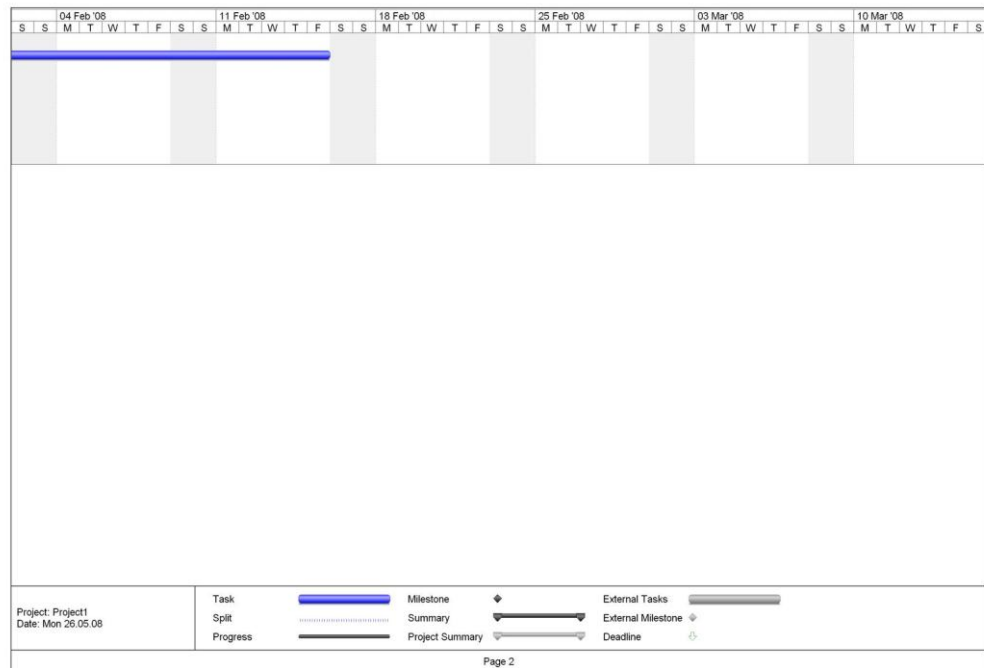 04 Feb '08 11 Feb '08 18 Feb '08 25 Feb '08 03 Mar '08 10 Mar '08
S S M T W T F S S M T W T F S S M T W T F S S M T W T F S S M T W T F S S M T W T F S
Project: Project1
Date: Mon 26.05.08
Task Milestone External Tasks
Split Summary External Milestone
Progress Project Summary Deadline
Page 2